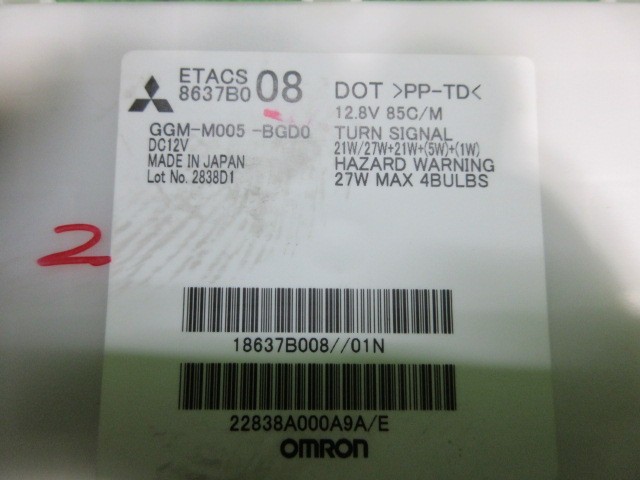 ETACS
8637B0 08
GGM-M005 -BGD0
DC12V
MADE IN JAPAN
Lot No. 2838D1
DOT >PP-TD<
12.8V 85C/M
TURN SIGNAL
21W/27W+21W+(5W)+(1W)
HAZARD WARNING
27W MAX 4BULBS
2
18637B008//01N
22838A000A9A/E
OMRON